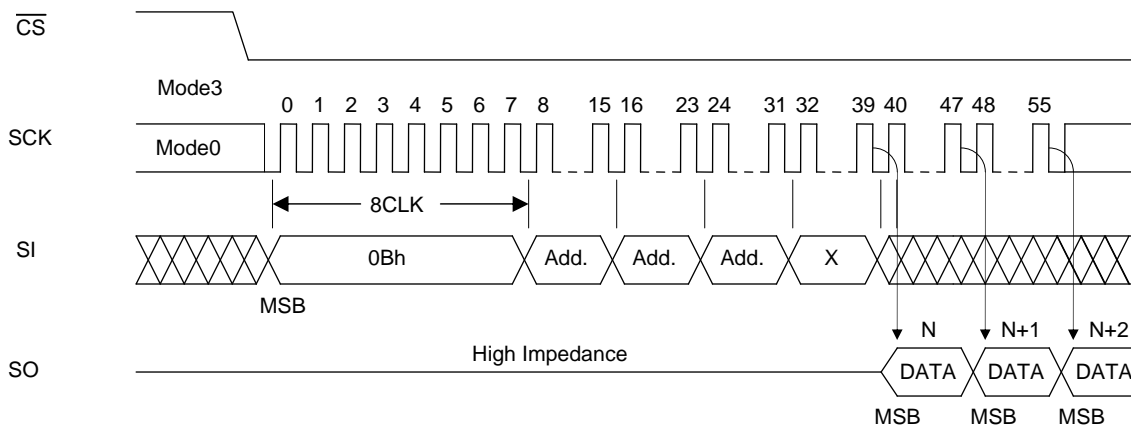 CS
Mode3
0 1 2 3 4 5 6 7 8 15 16 23 24 31 32 39 40 47 48 55
SCK
Mode0
8CLK
SI
0Bh Add. Add. Add. X
MSB
N N+1 N+2
High Impedance
SO
DATA DATA DATA
MSB MSB MSB